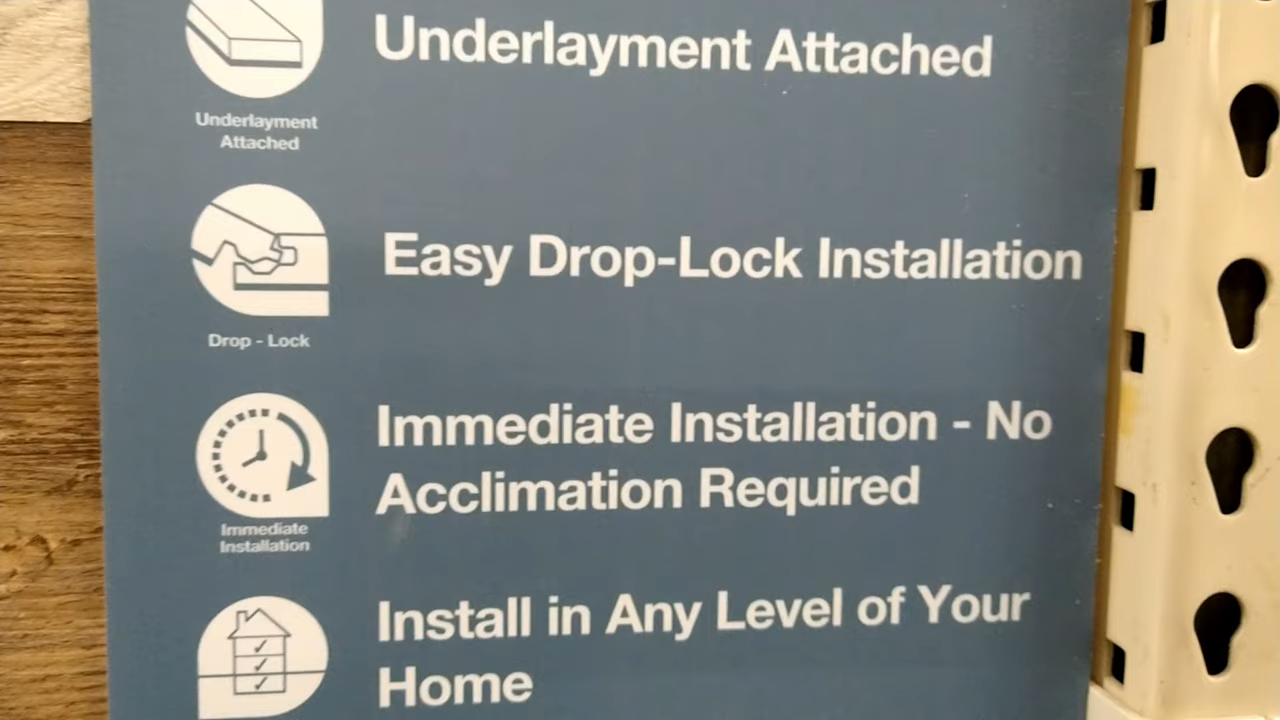 Underlayment Attached
Underlayment
Attached
Easy Drop-Lock Installation
Drop - Lock
Immediate Installation - No
Acclimation Required
Immediate
Installation
Install in Any Level of Your
Home